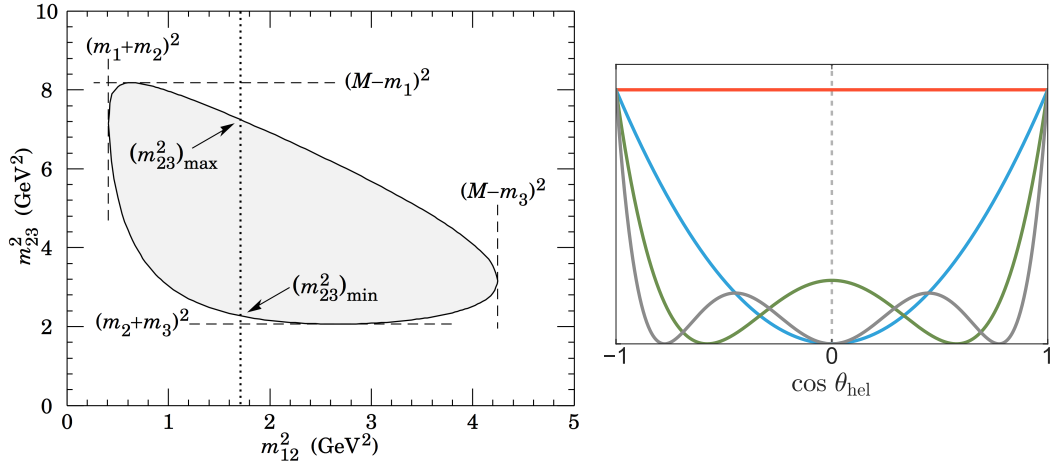 10
8
6
4
2
0
m²₂₃ (GeV²)
(m₁+m₂)²
(M−m₁)²
(m²₂₃)max
(M−m₃)²
(m²₂₃)min
(m₂+m₃)²
0 1 2 3 4 5
m²₁₂ (GeV²)
−1 0 1
cos θhel